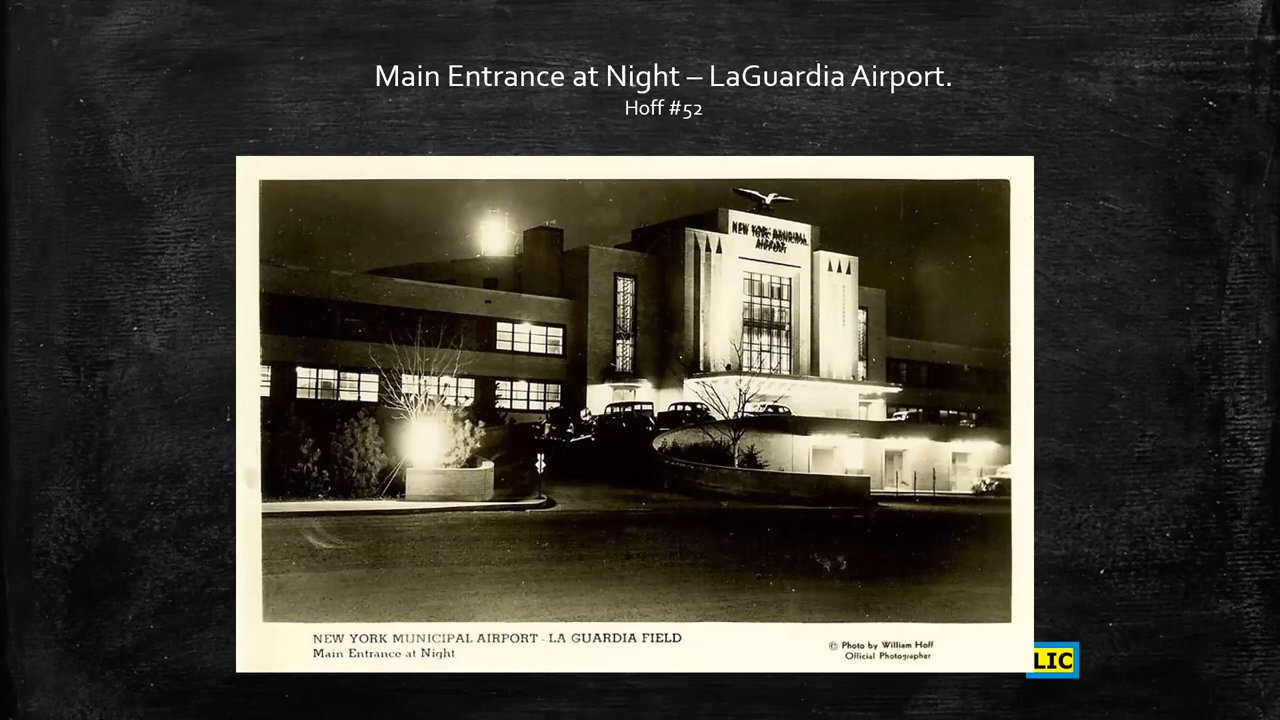 Main Entrance at Night – LaGuardia Airport.
Hoff #52
NEW YORK MUNICIPAL
AIRPORT
NEW YORK MUNICIPAL AIRPORT - LA GUARDIA FIELD
Main Entrance at Night
© Photo by William Hoff
Official Photographer
LIC